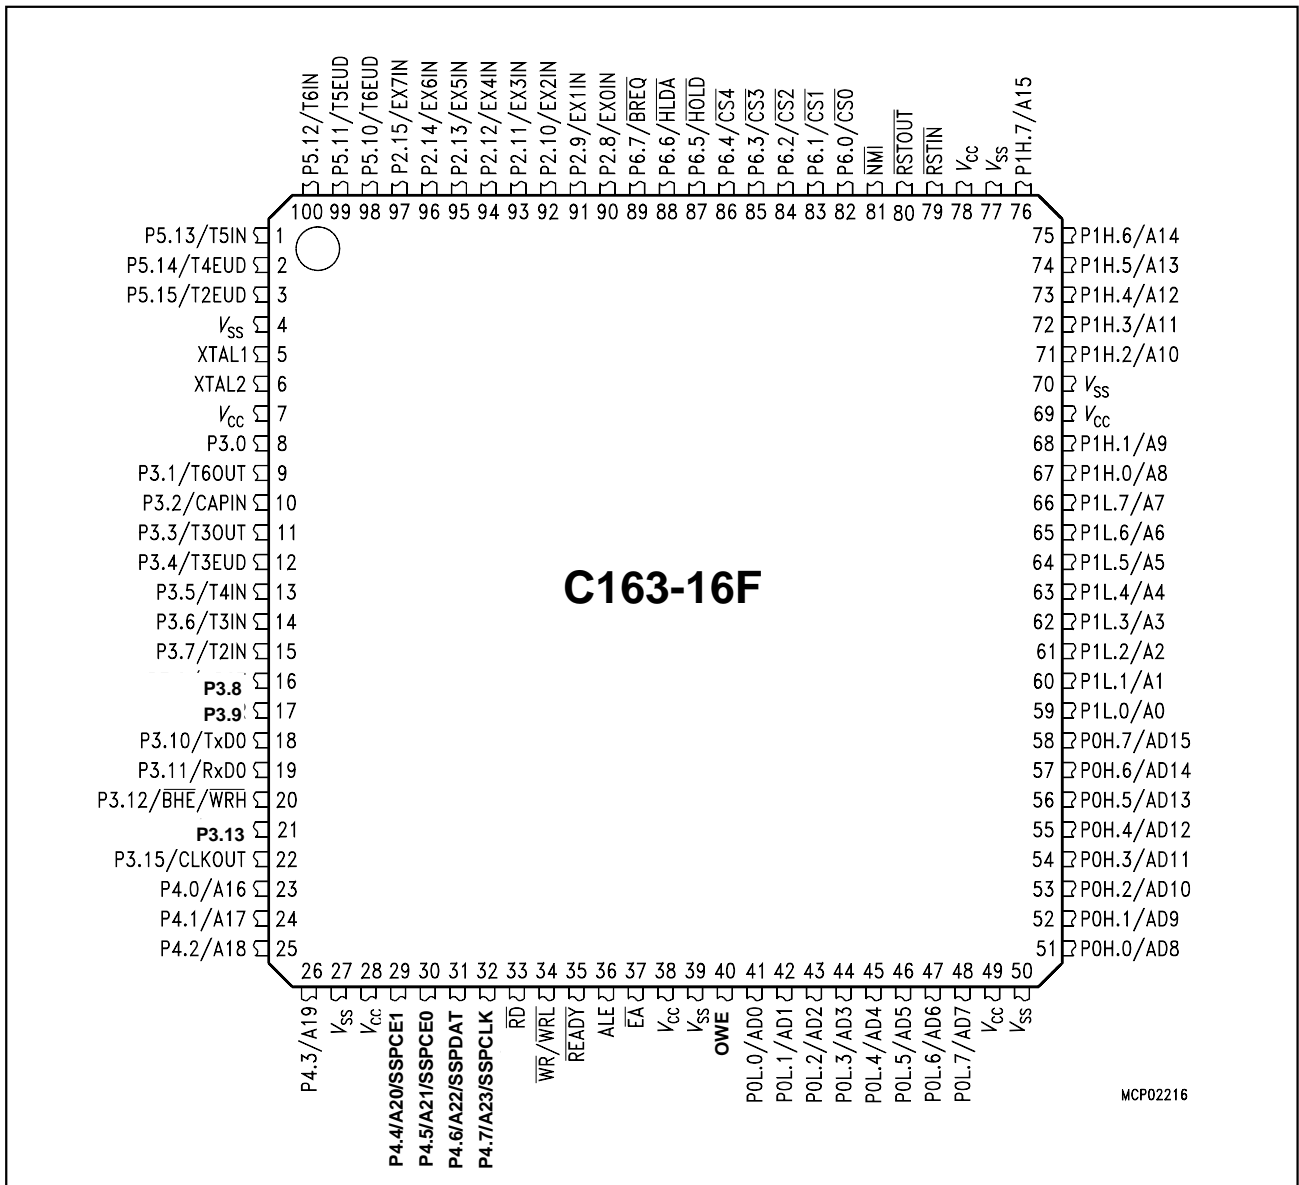 P5.12/T6IN
P5.11/T5EUD
P5.10/T6EUD
P2.15/EX7IN
P2.14/EX6IN
P2.13/EX5IN
P2.12/EX4IN
P2.11/EX3IN
P2.10/EX2IN
P2.9/EX1IN
P2.8/EX0IN
P6.7/BREQ
P6.6/HLDA
P6.5/HOLD
P6.4/CS4
P6.3/CS3
P6.2/CS2
P6.1/CS1
P6.0/CS0
NMI
RSTOUT
RSTIN
VCC
VSS
P1H.7/A15
100 99 98 97 96 95 94 93 92 91 90 89 88 87 86 85 84 83 82 81 80 79 78 77 76
P5.13/T5IN 1
P5.14/T4EUD 2
P5.15/T2EUD 3
VSS 4
XTAL1 5
XTAL2 6
VCC 7
P3.0 8
P3.1/T6OUT 9
P3.2/CAPIN 10
P3.3/T3OUT 11
P3.4/T3EUD 12
P3.5/T4IN 13
P3.6/T3IN 14
P3.7/T2IN 15
P3.8 16
P3.9 17
P3.10/TxD0 18
P3.11/RxD0 19
P3.12/BHE/WRH 20
P3.13 21
P3.15/CLKOUT 22
P4.0/A16 23
P4.1/A17 24
P4.2/A18 25
C163-16F
75 P1H.6/A14
74 P1H.5/A13
73 P1H.4/A12
72 P1H.3/A11
71 P1H.2/A10
70 VSS
69 VCC
68 P1H.1/A9
67 P1H.0/A8
66 P1L.7/A7
65 P1L.6/A6
64 P1L.5/A5
63 P1L.4/A4
62 P1L.3/A3
61 P1L.2/A2
60 P1L.1/A1
59 P1L.0/A0
58 P0H.7/AD15
57 P0H.6/AD14
56 P0H.5/AD13
55 P0H.4/AD12
54 P0H.3/AD11
53 P0H.2/AD10
52 P0H.1/AD9
51 P0H.0/AD8
26 27 28 29 30 31 32 33 34 35 36 37 38 39 40 41 42 43 44 45 46 47 48 49 50
P4.3/A19
VSS
VCC
P4.4/A20/SSPCE1
P4.5/A21/SSPCE0
P4.6/A22/SSPDAT
P4.7/A23/SSPCLK
RD
WR/WRL
READY
ALE
EA
VCC
VSS
OWE
P0L.0/AD0
P0L.1/AD1
P0L.2/AD2
P0L.3/AD3
P0L.4/AD4
P0L.5/AD5
P0L.6/AD6
P0L.7/AD7
VCC
VSS
MCP02216